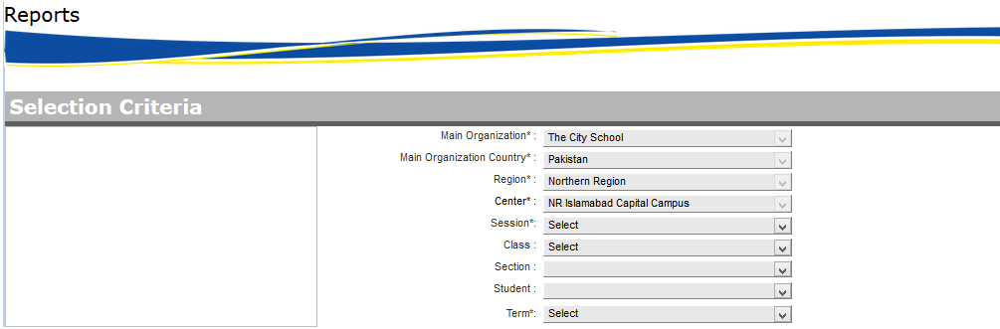 Reports
Selection Criteria
Main Organization* : The City School
Main Organization Country* : Pakistan
Region* : Northern Region
Center* : NR Islamabad Capital Campus
Session*: Select
Class : Select
Section :
Student :
Term*: Select